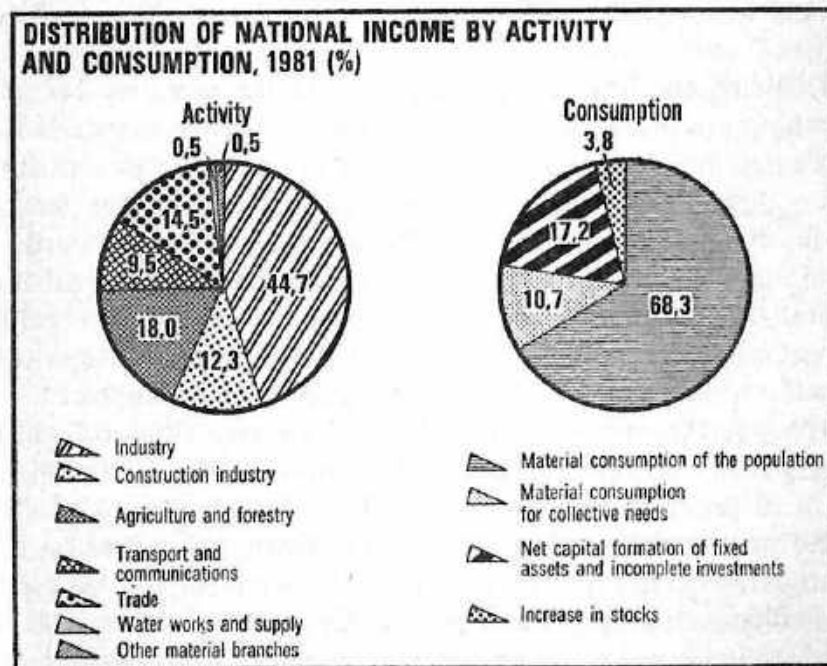 DISTRIBUTION OF NATIONAL INCOME BY ACTIVITY
AND CONSUMPTION, 1981 (%)
Activity
0,5 0,5
14,5
9,5
44,7
18,0
12,3
Industry
Construction industry
Agriculture and forestry
Transport and
communications
Trade
Water works and supply
Other material branches
Consumption
3,8
17,2
10,7
68,3
Material consumption of the population
Material consumption
for collective needs
Net capital formation of fixed
assets and incomplete investments
Increase in stocks